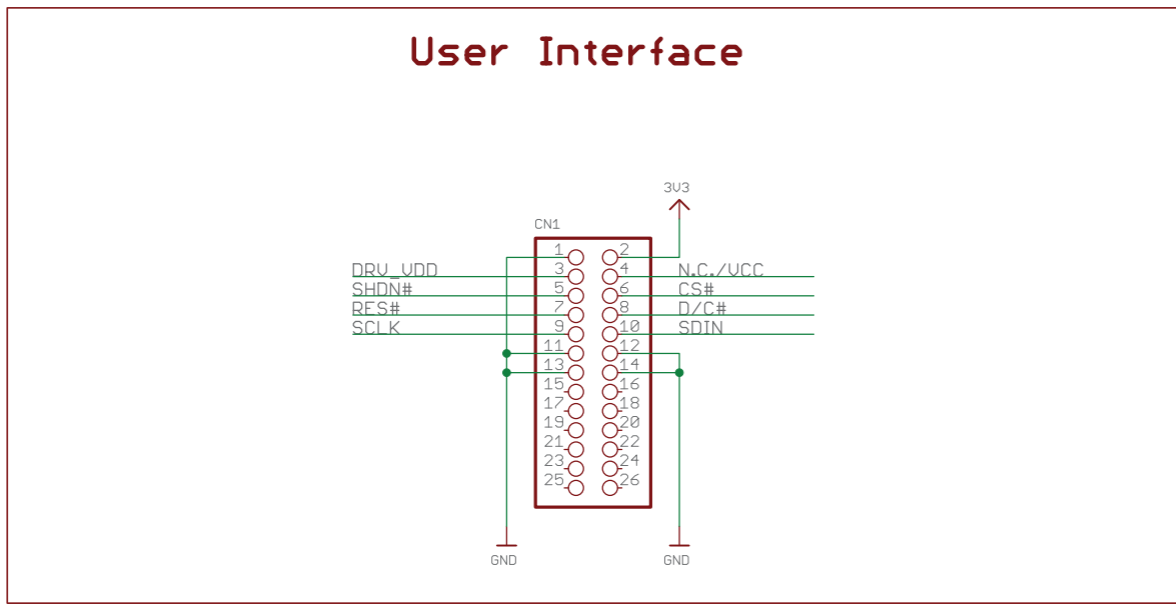 User Interface
3V3
CN1
1 2
DRV_VDD 3 4 N.C./VCC
SHDN# 5 6 CS#
RES# 7 8 D/C#
SCLK 9 10 SDIN
11 12
13 14
15 16
17 18
19 20
21 22
23 24
25 26
GND GND